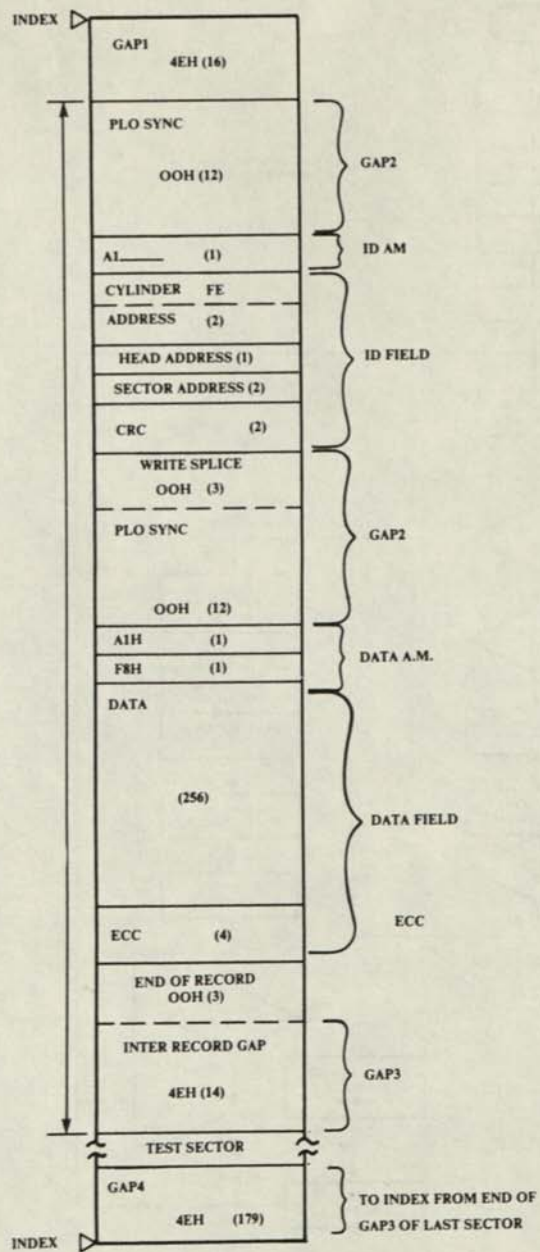 INDEX
GAP1
4EH (16)
PLO SYNC
OOH (12)
GAP2
A1 (1)
ID AM
CYLINDER FE
ADDRESS (2)
HEAD ADDRESS (1)
SECTOR ADDRESS (2)
CRC (2)
ID FIELD
WRITE SPLICE
OOH (3)
PLO SYNC
OOH (12)
GAP2
A1H (1)
F8H (1)
DATA A.M.
DATA
(256)
DATA FIELD
ECC (4)
ECC
END OF RECORD
OOH (3)
INTER RECORD GAP
4EH (14)
GAP3
TEST SECTOR
GAP4
4EH (179)
TO INDEX FROM END OF
GAP3 OF LAST SECTOR
INDEX